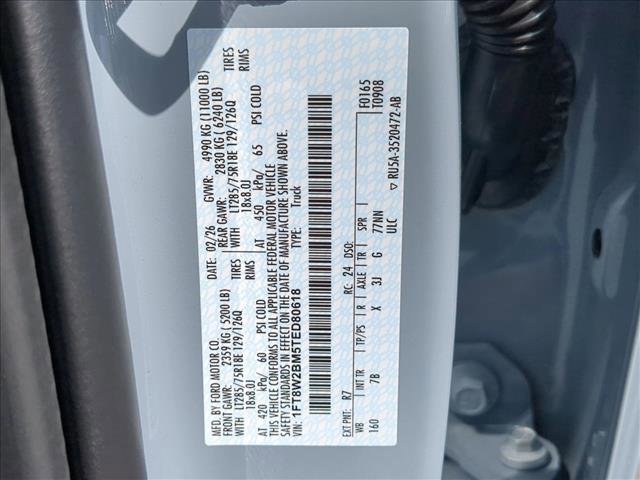 MFD. BY FORD MOTOR CO.
DATE: 02/26 GVWR: 4990 KG (11000 LB)
FRONT GAWR: 2359 KG (5200 LB) REAR GAWR: 2830 KG (6240 LB)
WITH LT285/75R18E 129/126Q TIRES WITH LT285/75R18E 129/126Q TIRES
18x8.0J RIMS 18x8.0J RIMS
AT 420 kPa/ 60 PSI COLD AT 450 kPa/ 65 PSI COLD
THIS VEHICLE CONFORMS TO ALL APPLICABLE FEDERAL MOTOR VEHICLE
SAFETY STANDARDS IN EFFECT ON THE DATE OF MANUFACTURE SHOWN ABOVE.
VIN: 1FT8W2BM5TED80618 TYPE: Truck
F0165
T0908
EXT PNT: R7 RC: 24 DSO:
WB INT TR TP/PS R AXLE TR SPR
160 7B X 3J G 77NN
ULC
▽ RU5A-3520472-AB